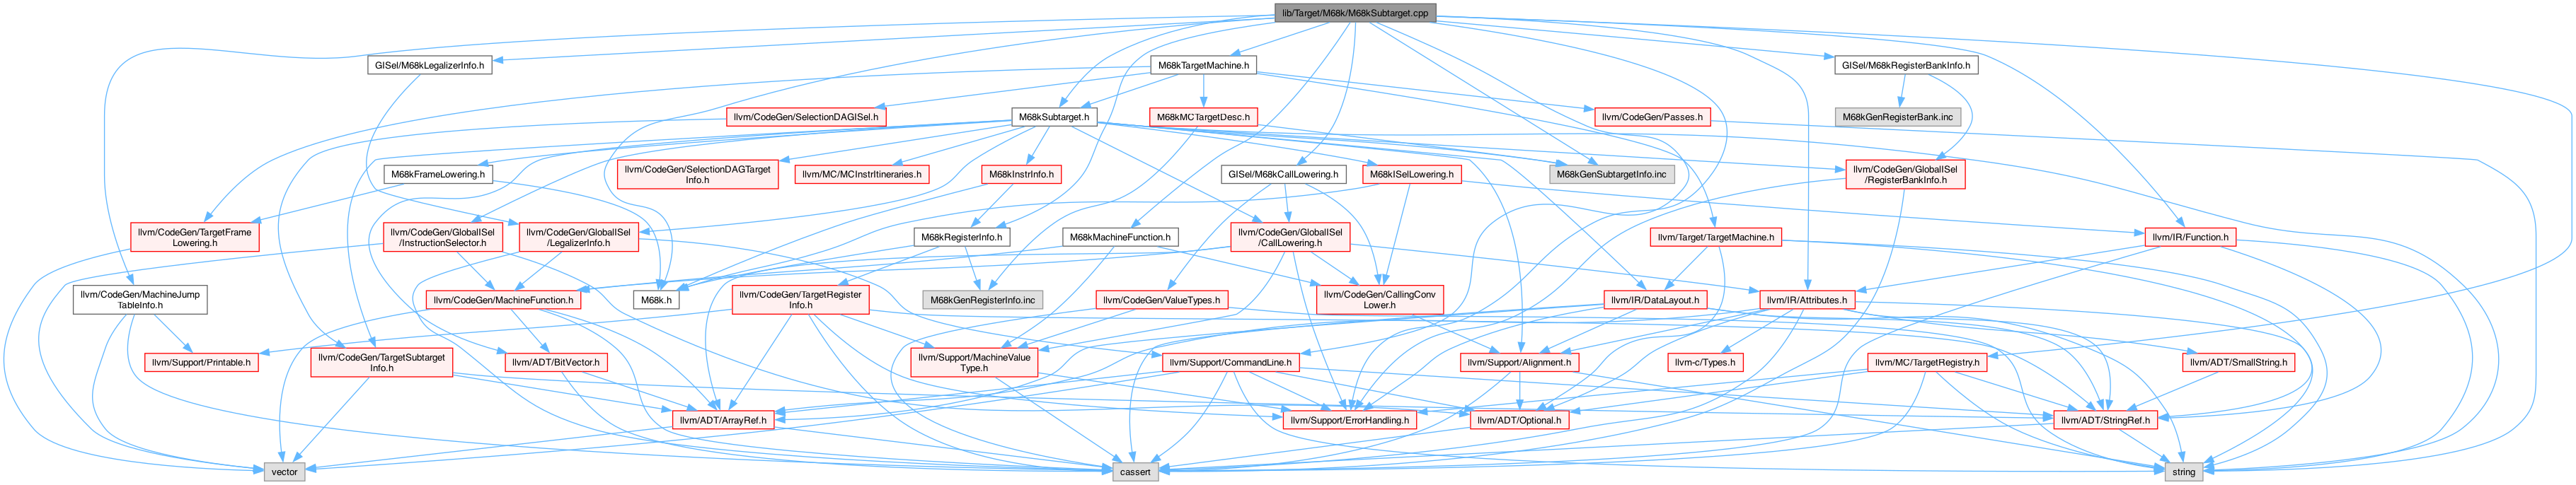 lib/Target/M68k/M68kSubtarget.cpp
GISel/M68kLegalizerInfo.h
M68kTargetMachine.h
GISel/M68kRegisterBankInfo.h
llvm/CodeGen/SelectionDAGISel.h
M68kSubtarget.h
M68kMCTargetDesc.h
llvm/CodeGen/Passes.h
M68kGenRegisterBank.inc
M68kFrameLowering.h
llvm/CodeGen/SelectionDAGTarget
Info.h
llvm/MC/MCInstrItineraries.h
M68kInstrInfo.h
GISel/M68kCallLowering.h
M68kISelLowering.h
M68kGenSubtargetInfo.inc
llvm/CodeGen/GlobalISel
/RegisterBankInfo.h
llvm/CodeGen/TargetFrame
Lowering.h
llvm/CodeGen/GlobalISel
/InstructionSelector.h
llvm/CodeGen/GlobalISel
/LegalizerInfo.h
M68kRegisterInfo.h
M68kMachineFunction.h
llvm/CodeGen/GlobalISel
/CallLowering.h
llvm/Target/TargetMachine.h
llvm/IR/Function.h
llvm/CodeGen/MachineJump
TableInfo.h
llvm/CodeGen/MachineFunction.h
M68k.h
llvm/CodeGen/TargetRegister
Info.h
M68kGenRegisterInfo.inc
llvm/CodeGen/ValueTypes.h
llvm/CodeGen/CallingConv
Lower.h
llvm/IR/DataLayout.h
llvm/IR/Attributes.h
llvm/Support/Printable.h
llvm/CodeGen/TargetSubtarget
Info.h
llvm/ADT/BitVector.h
llvm/Support/MachineValue
Type.h
llvm/Support/CommandLine.h
llvm/Support/Alignment.h
llvm-c/Types.h
llvm/MC/TargetRegistry.h
llvm/ADT/SmallString.h
llvm/ADT/ArrayRef.h
llvm/Support/ErrorHandling.h
llvm/ADT/Optional.h
llvm/ADT/StringRef.h
vector
cassert
string